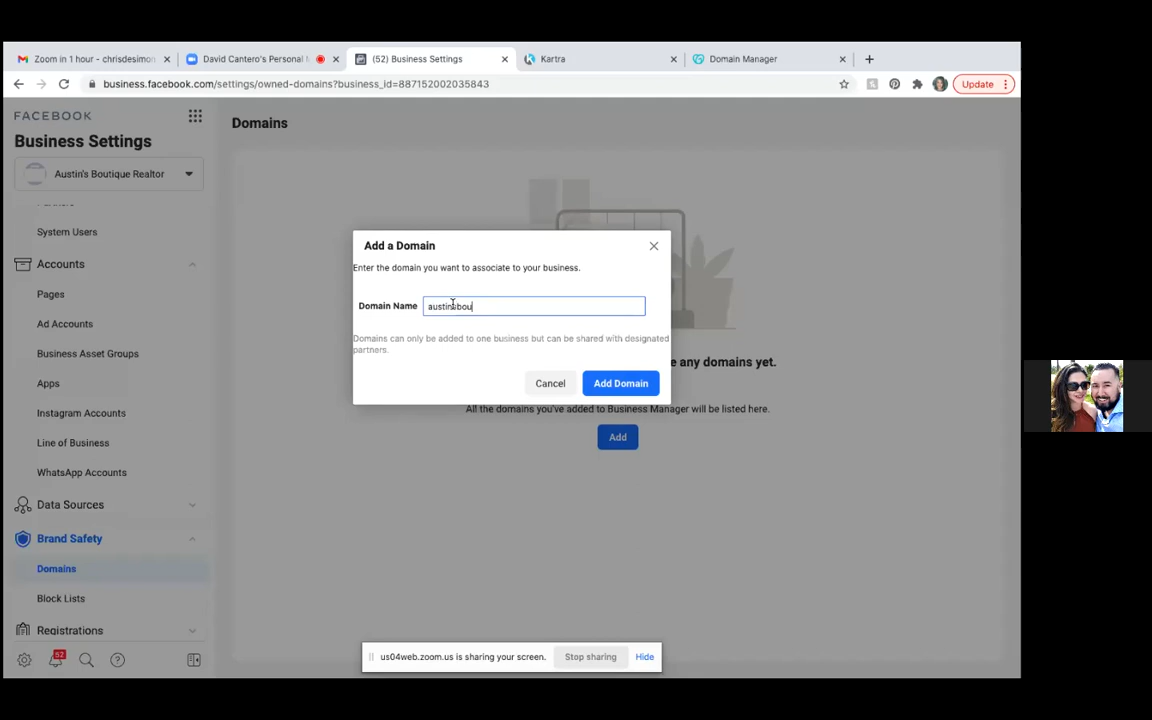 Zoom in 1 hour - chrisdesimon
David Cantero's Personal
(52) Business Settings
Kartra
Domain Manager
business.facebook.com/settings/owned-domains?business_id=887152002035843
Update
FACEBOOK
Business Settings
Austin's Boutique Realtor
System Users
Accounts
Pages
Ad Accounts
Business Asset Groups
Apps
Instagram Accounts
Line of Business
WhatsApp Accounts
Data Sources
Brand Safety
Domains
Block Lists
Registrations
52
Domains
Add a Domain
Enter the domain you want to associate to your business.
Domain Name
austinsbou
Domains can only be added to one business but can be shared with designated
partners.
Cancel
Add Domain
e any domains yet.
All the domains you've added to Business Manager will be listed here.
Add
us04web.zoom.us is sharing your screen.
Stop sharing
Hide